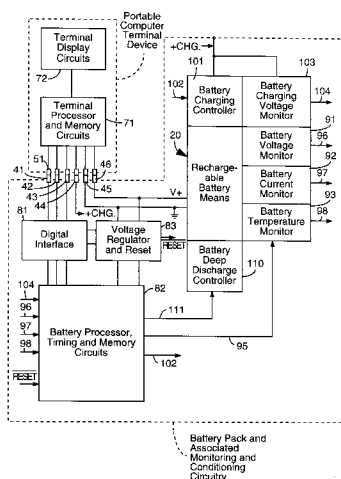 Portable
Computer
Terminal
Device
Terminal
Display
Circuits
72
Terminal
Processor
and Memory
Circuits
71
51
41
42
43
44
46
45
+CHG.
81
Digital
Interface
Voltage
Regulator
and Reset
83
RESET
82
104
96
97
98
RESET
Battery Processor,
Timing and Memory
Circuits
111
95
102
+CHG.
101
102
Battery
Charging
Controller
103
Battery
Charging
Voltage
Monitor
104
20
V+
Recharge-
able
Battery
Means
91
Battery
Voltage
Monitor
96
92
Battery
Current
Monitor
97
93
Battery
Temperature
Monitor
98
Battery
Deep
Discharge
Controller
110
Battery Pack and
Associated
Monitoring and
Conditioning
Circuitry